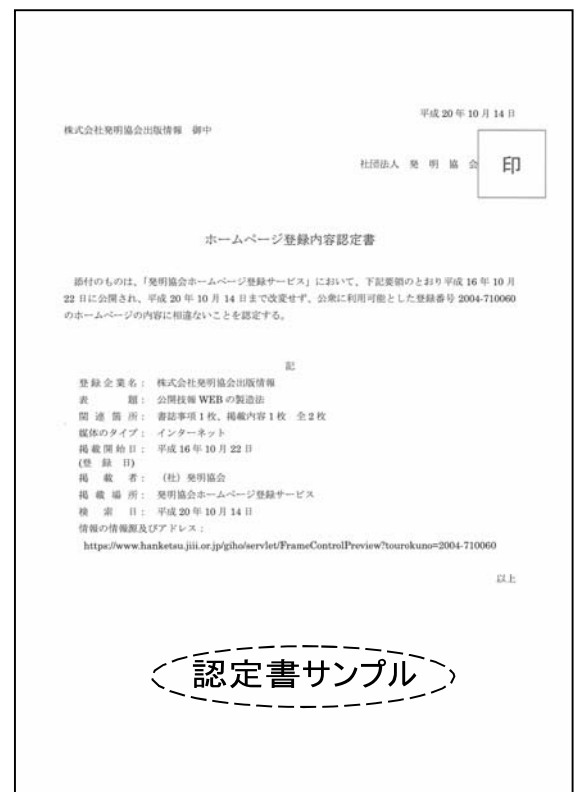 平成 20 年 10 月 14 日
株式会社発明協会出版情報 御中
社団法人 発 明 協 会
印
ホームページ登録内容認定書
添付のものは、「発明協会ホームページ登録サービス」において、下記要領のとおり平成 16 年 10 月
22 日に公開され、平成 20 年 10 月 14 日まで改変せず、公衆に利用可能とした登録番号 2004-710060
のホームページの内容に相違ないことを認定する。
記
登録企業名： 株式会社発明協会出版情報
表 題： 公開技報 WEB の製造法
関連箇所： 書誌事項 1 枚、掲載内容 1 枚 全 2 枚
媒体のタイプ： インターネット
掲載開始日： 平成 16 年 10 月 22 日
(登 録 日)
掲 載 者： （社）発明協会
掲載場所： 発明協会ホームページ登録サービス
検 索 日： 平成 20 年 10 月 14 日
情報の情報源及びアドレス：
https://www.hanketsu.jiii.or.jp/giho/servlet/FrameControlPreview?tourokuno=2004-710060
以上
認定書サンプル